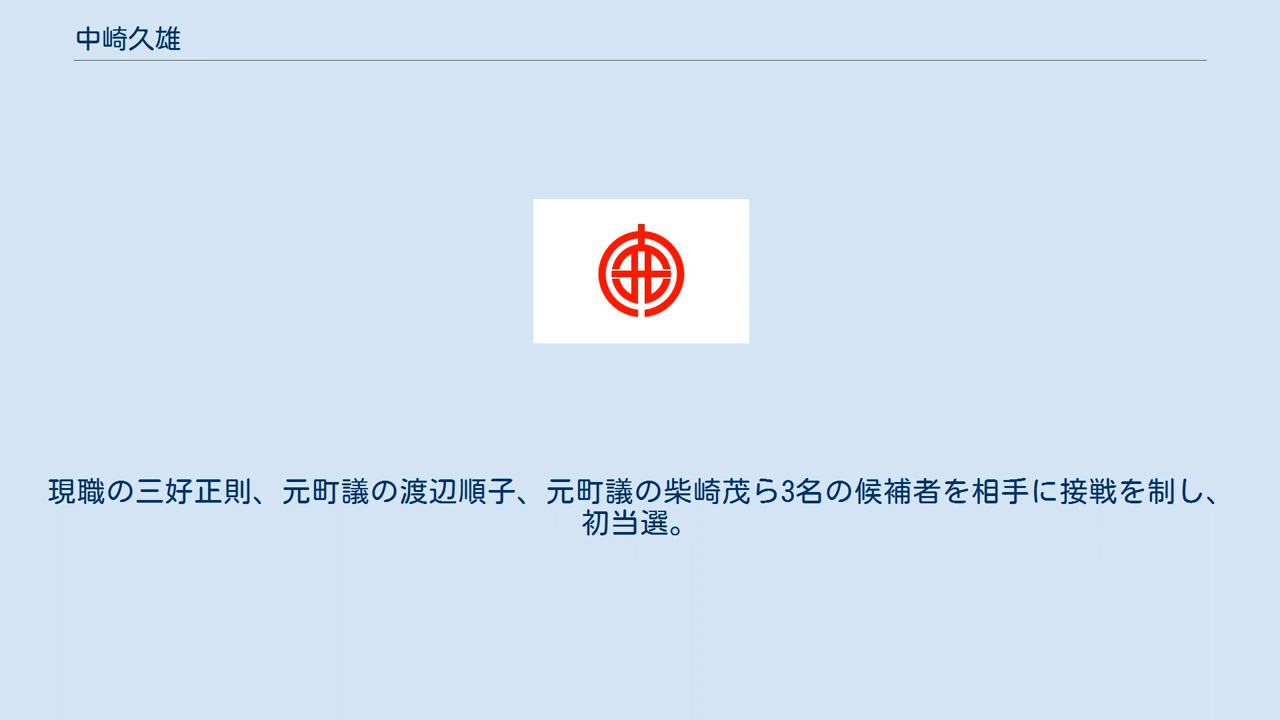 中崎久雄
現職の三好正則、元町議の渡辺順子、元町議の柴崎茂ら3名の候補者を相手に接戦を制し、
初当選。